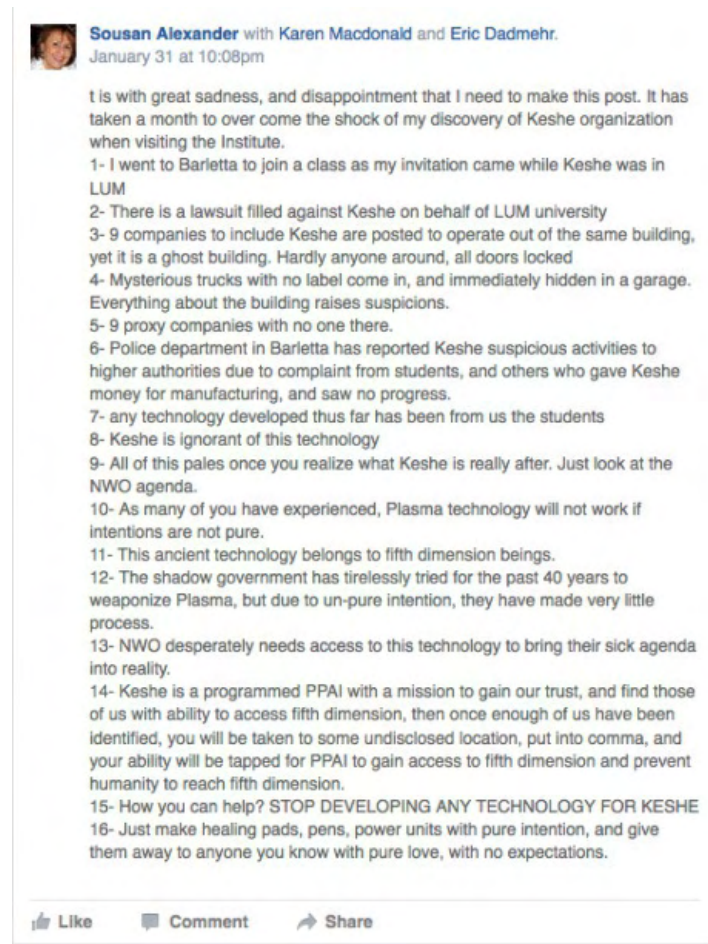 Sousan Alexander with Karen Macdonald and Eric Dadmehr.
January 31 at 10:08pm
t is with great sadness, and disappointment that I need to make this post. It has
taken a month to over come the shock of my discovery of Keshe organization
when visiting the Institute.
1- I went to Barletta to join a class as my invitation came while Keshe was in
LUM
2- There is a lawsuit filled against Keshe on behalf of LUM university
3- 9 companies to include Keshe are posted to operate out of the same building,
yet it is a ghost building. Hardly anyone around, all doors locked
4- Mysterious trucks with no label come in, and immediately hidden in a garage.
Everything about the building raises suspicions.
5- 9 proxy companies with no one there.
6- Police department in Barletta has reported Keshe suspicious activities to
higher authorities due to complaint from students, and others who gave Keshe
money for manufacturing, and saw no progress.
7- any technology developed thus far has been from us the students
8- Keshe is ignorant of this technology
9- All of this pales once you realize what Keshe is really after. Just look at the
NWO agenda.
10- As many of you have experienced, Plasma technology will not work if
intentions are not pure.
11- This ancient technology belongs to fifth dimension beings.
12- The shadow government has tirelessly tried for the past 40 years to
weaponize Plasma, but due to un-pure intention, they have made very little
process.
13- NWO desperately needs access to this technology to bring their sick agenda
into reality.
14- Keshe is a programmed PPAI with a mission to gain our trust, and find those
of us with ability to access fifth dimension, then once enough of us have been
identified, you will be taken to some undisclosed location, put into comma, and
your ability will be tapped for PPAI to gain access to fifth dimension and prevent
humanity to reach fifth dimension.
15- How you can help? STOP DEVELOPING ANY TECHNOLOGY FOR KESHE
16- Just make healing pads, pens, power units with pure intention, and give
them away to anyone you know with pure love, with no expectations.
Like Comment Share